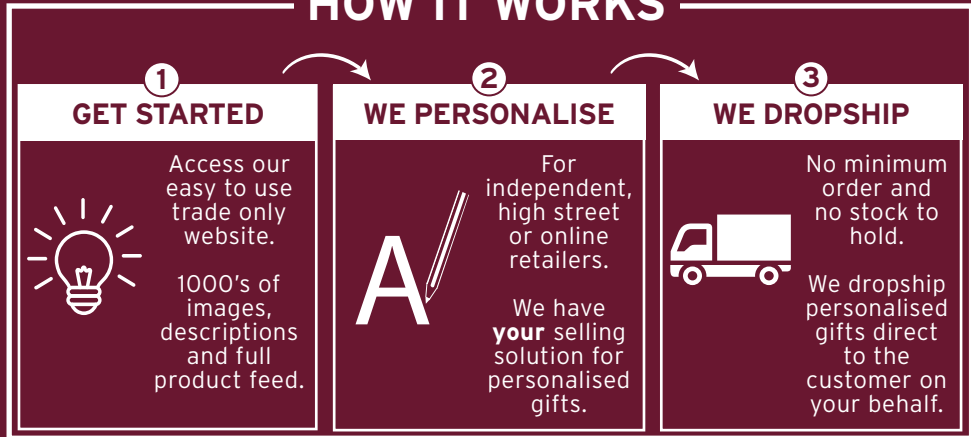 HOW IT WORKS
1
GET STARTED
Access our
easy to use
trade only
website.
1000's of
images,
descriptions
and full
product feed.
2
WE PERSONALISE
A
For
independent,
high street
or online
retailers.
We have
your selling
solution for
personalised
gifts.
3
WE DROPSHIP
No minimum
order and
no stock to
hold.
We dropship
personalised
gifts direct
to the
customer on
your behalf.